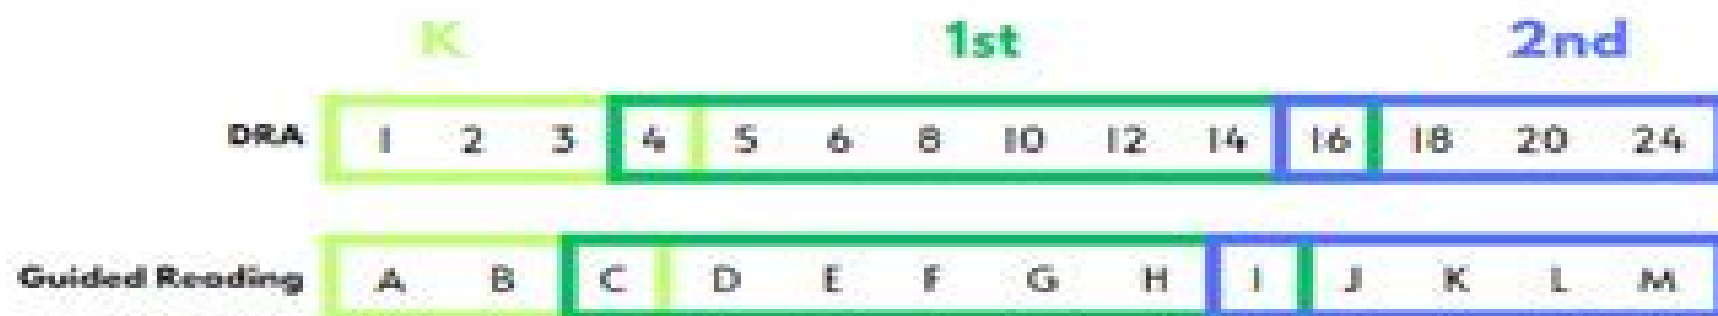 K 1st 2nd
DRA 1 2 3 4 5 6 8 10 12 14 16 18 20 24
Guided Reading A B C D E F G H I J K L M